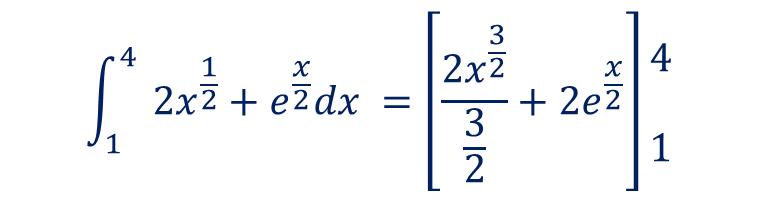 ∫₁⁴ 2x^(1/2) + e^(x/2) dx = [ 2x^(3/2) / (3/2) + 2e^(x/2) ]₁⁴